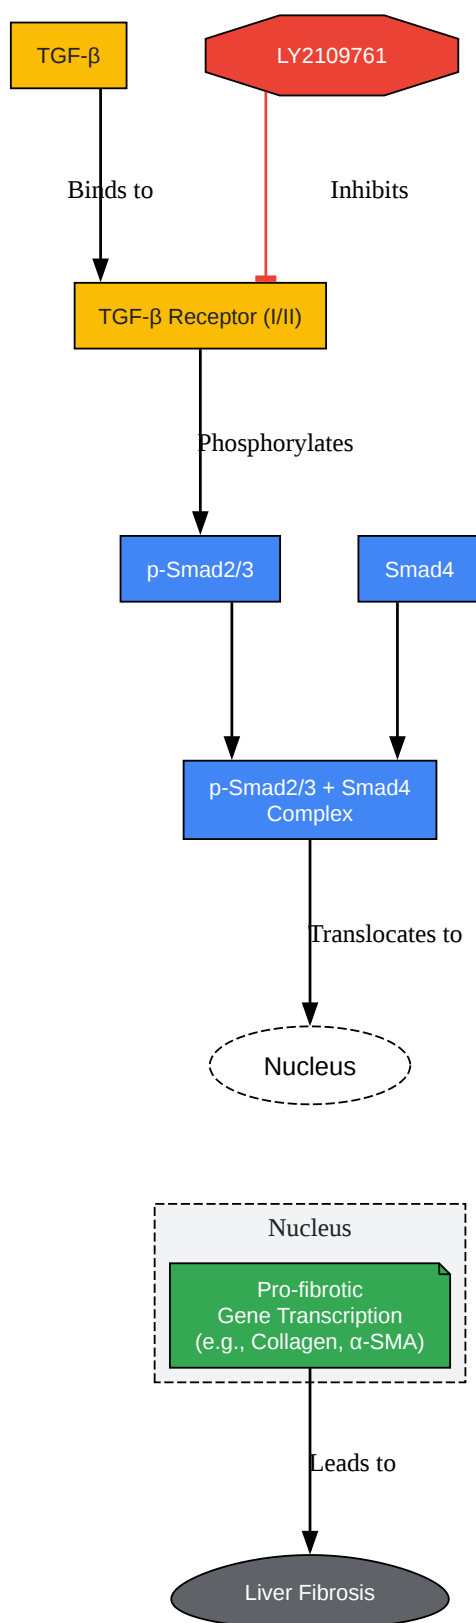 TGF-β
LY2109761
Binds to
Inhibits
TGF-β Receptor (I/II)
Phosphorylates
p-Smad2/3
Smad4
p-Smad2/3 + Smad4
Complex
Translocates to
Nucleus
Nucleus
Pro-fibrotic
Gene Transcription
(e.g., Collagen, α-SMA)
Leads to
Liver Fibrosis